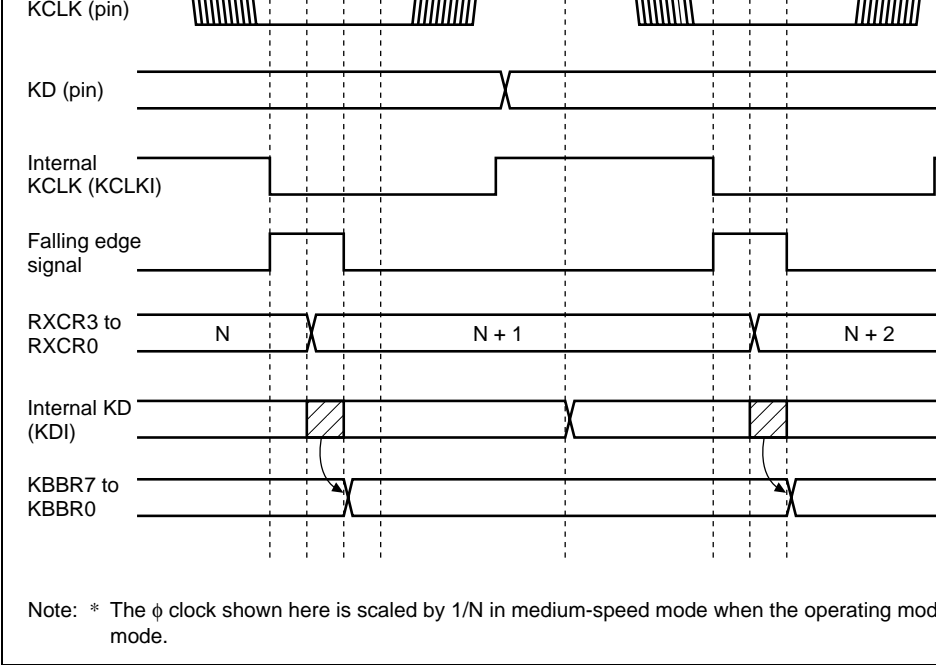 KCLK (pin)
KD (pin)
Internal
KCLK (KCLKI)
Falling edge
signal
RXCR3 to
RXCR0
N
N + 1
N + 2
Internal KD
(KDI)
KBBR7 to
KBBR0
Note: * The ϕ clock shown here is scaled by 1/N in medium-speed mode when the operating mod
mode.